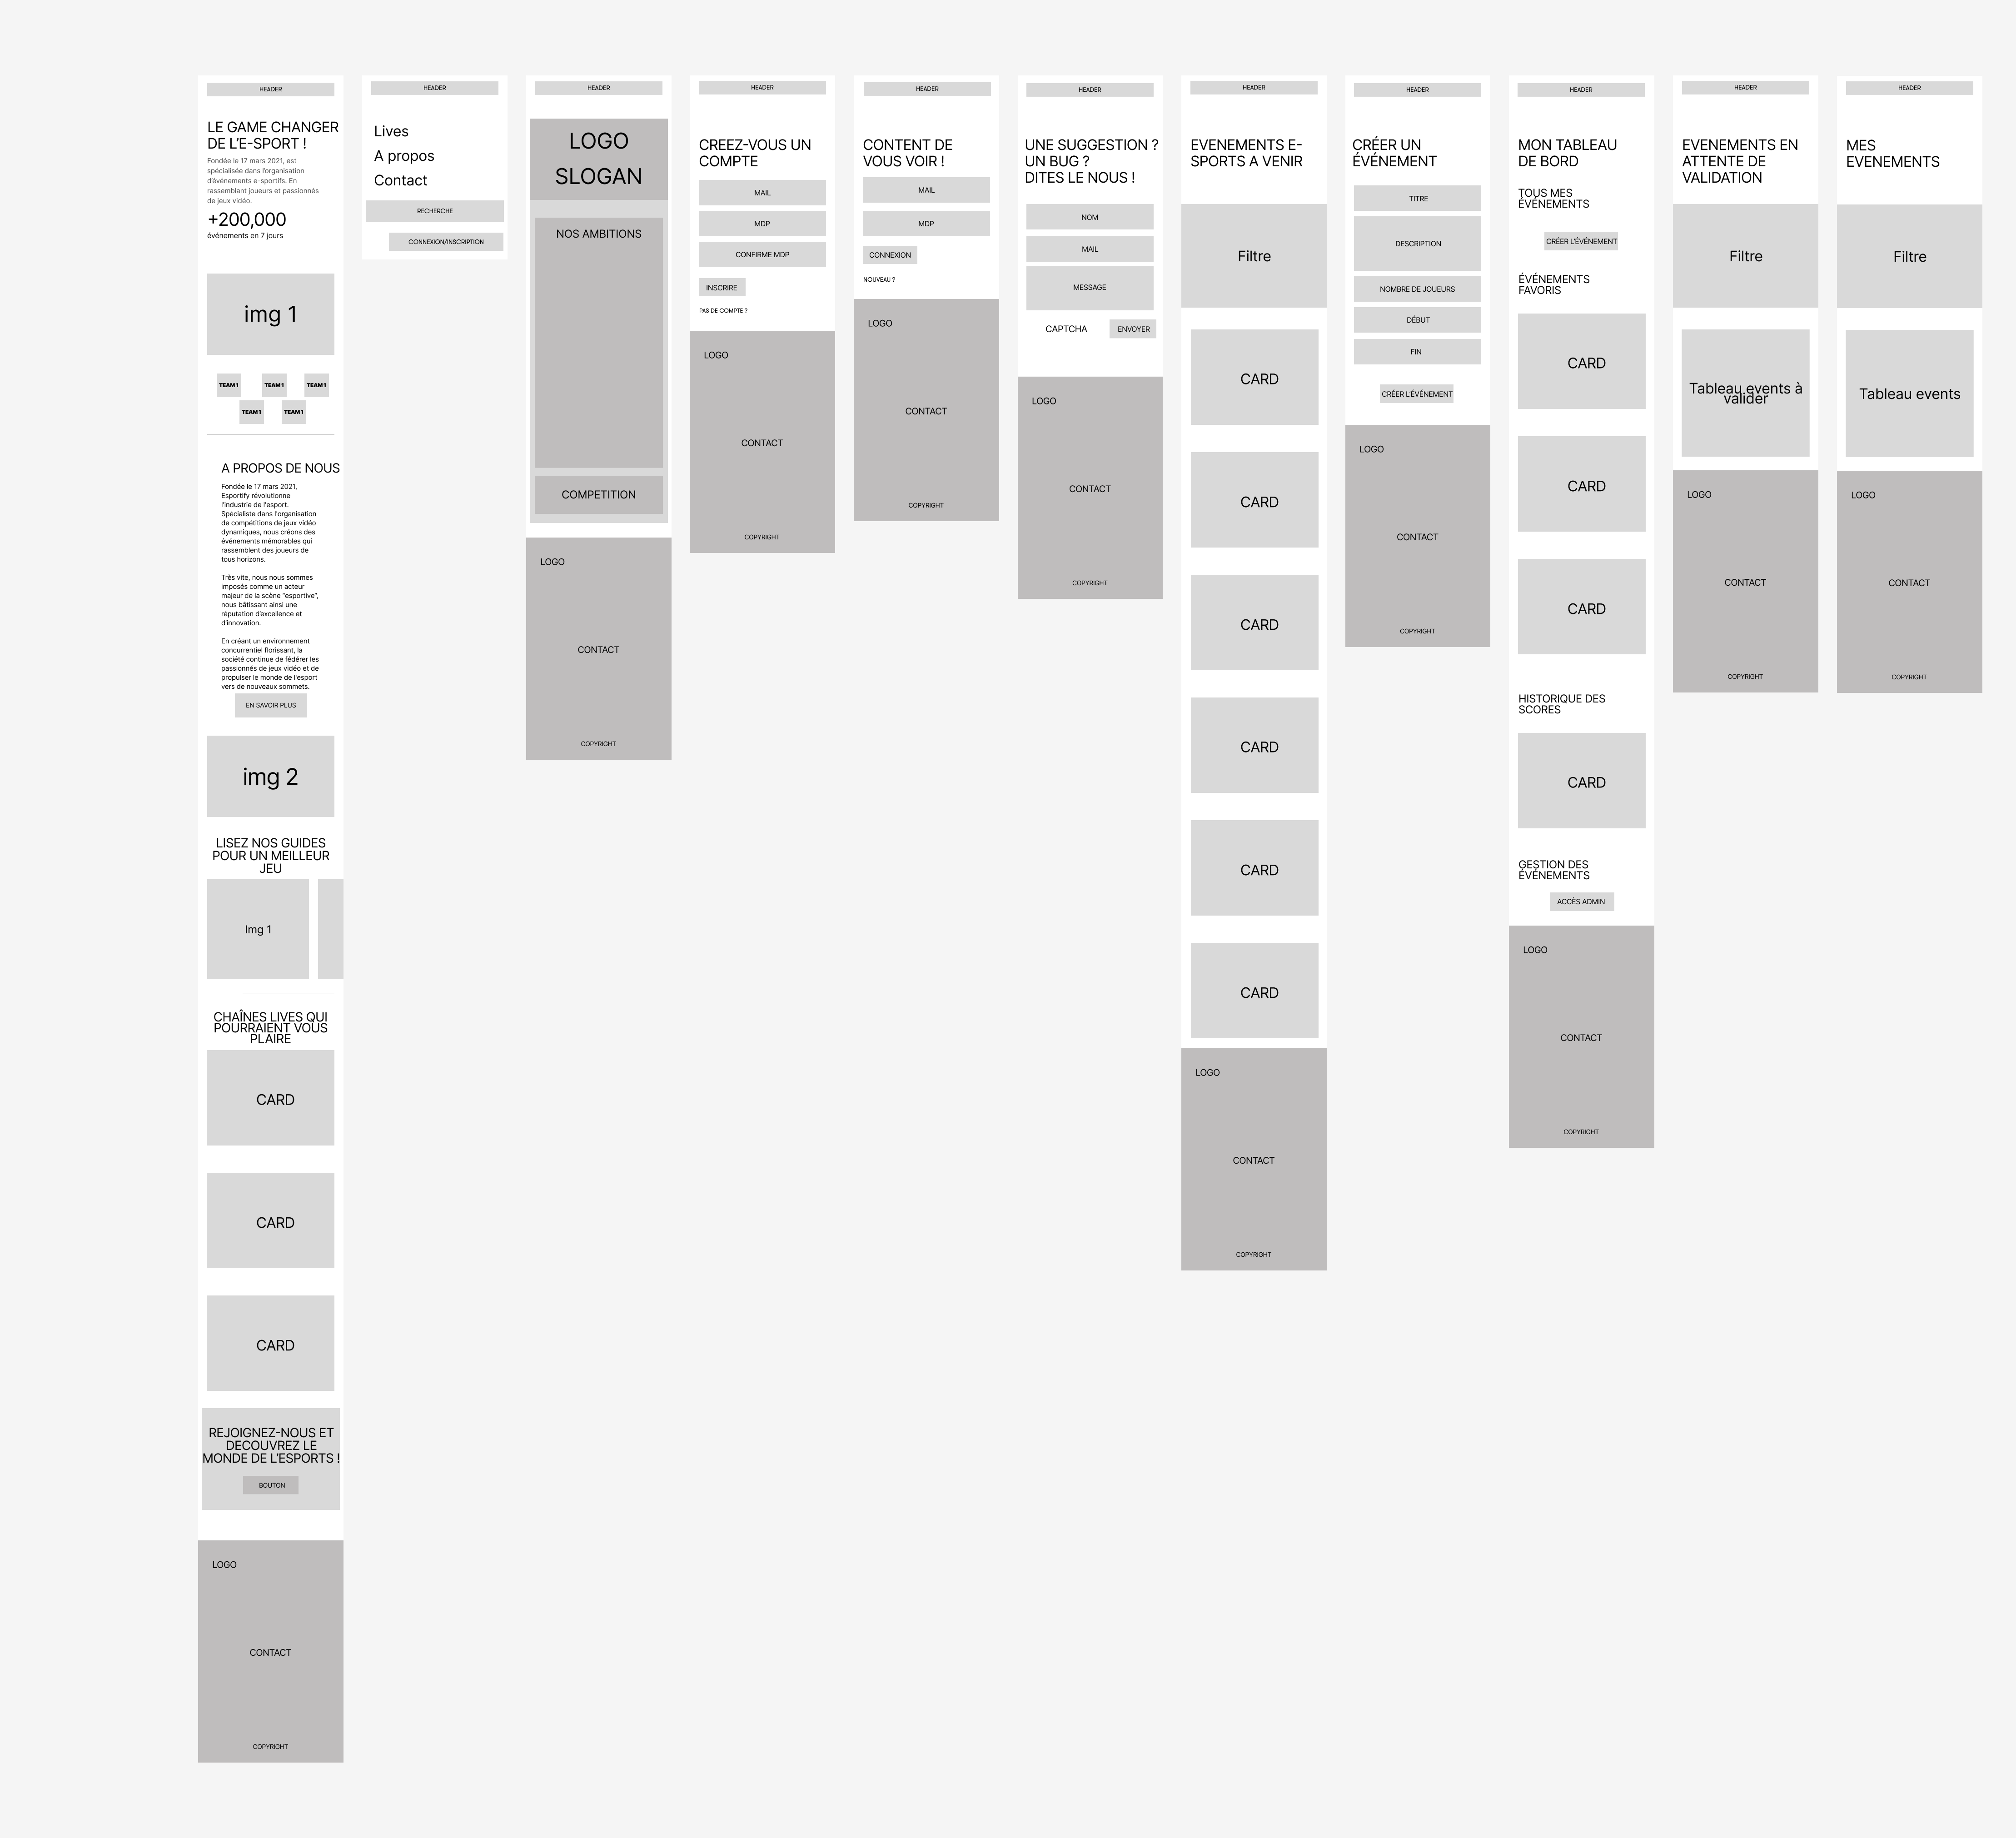 HEADER
LE GAME CHANGER
DE L'E-SPORT !
Fondée le 17 mars 2021, est
spécialisée dans l'organisation
d'événements e-sportifs. En
rassemblant joueurs et passionnés
de jeux vidéo.
+200,000
événements en 7 jours
img 1
TEAM 1
TEAM 1
TEAM 1
TEAM 1
TEAM 1
A PROPOS DE NOUS
Fondée le 17 mars 2021,
Esportify révolutionne
l'industrie de l'esport.
Spécialiste dans l'organisation
de compétitions de jeux vidéo
dynamiques, nous créons des
événements mémorables qui
rassemblent des joueurs de
tous horizons.
Très vite, nous nous sommes
imposés comme un acteur
majeur de la scène "esportive",
nous bâtissant ainsi une
réputation d'excellence et
d'innovation.
En créant un environnement
concurrentiel florissant, la
société continue de fédérer les
passionnés de jeux vidéo et de
propulser le monde de l'esport
vers de nouveaux sommets.
EN SAVOIR PLUS
img 2
LISEZ NOS GUIDES
POUR UN MEILLEUR
JEU
Img 1
CHAÎNES LIVES QUI
POURRAIENT VOUS
PLAIRE
CARD
CARD
CARD
REJOIGNEZ-NOUS ET
DECOUVREZ LE
MONDE DE L'ESPORTS !
BOUTON
LOGO
CONTACT
COPYRIGHT
HEADER
Lives
A propos
Contact
RECHERCHE
CONNEXION/INSCRIPTION
HEADER
LOGO
SLOGAN
NOS AMBITIONS
COMPETITION
LOGO
CONTACT
COPYRIGHT
HEADER
CREEZ-VOUS UN
COMPTE
MAIL
MDP
CONFIRME MDP
INSCRIRE
PAS DE COMPTE ?
LOGO
CONTACT
COPYRIGHT
HEADER
CONTENT DE
VOUS VOIR !
MAIL
MDP
CONNEXION
NOUVEAU ?
LOGO
CONTACT
COPYRIGHT
HEADER
UNE SUGGESTION ?
UN BUG ?
DITES LE NOUS !
NOM
MAIL
MESSAGE
CAPTCHA
ENVOYER
LOGO
CONTACT
COPYRIGHT
HEADER
EVENEMENTS E-
SPORTS A VENIR
Filtre
CARD
CARD
CARD
CARD
CARD
CARD
LOGO
CONTACT
COPYRIGHT
HEADER
CRÉER UN
ÉVÉNEMENT
TITRE
DESCRIPTION
NOMBRE DE JOUEURS
DÉBUT
FIN
CRÉER L'ÉVÉNEMENT
LOGO
CONTACT
COPYRIGHT
HEADER
MON TABLEAU
DE BORD
TOUS MES
ÉVÉNEMENTS
CRÉER L'ÉVÉNEMENT
ÉVÉNEMENTS
FAVORIS
CARD
CARD
CARD
HISTORIQUE DES
SCORES
CARD
GESTION DES
ÉVÉNEMENTS
ACCÈS ADMIN
LOGO
CONTACT
COPYRIGHT
HEADER
EVENEMENTS EN
ATTENTE DE
VALIDATION
Filtre
Tableau events à
valider
LOGO
CONTACT
COPYRIGHT
HEADER
MES
EVENEMENTS
Filtre
Tableau events
LOGO
CONTACT
COPYRIGHT